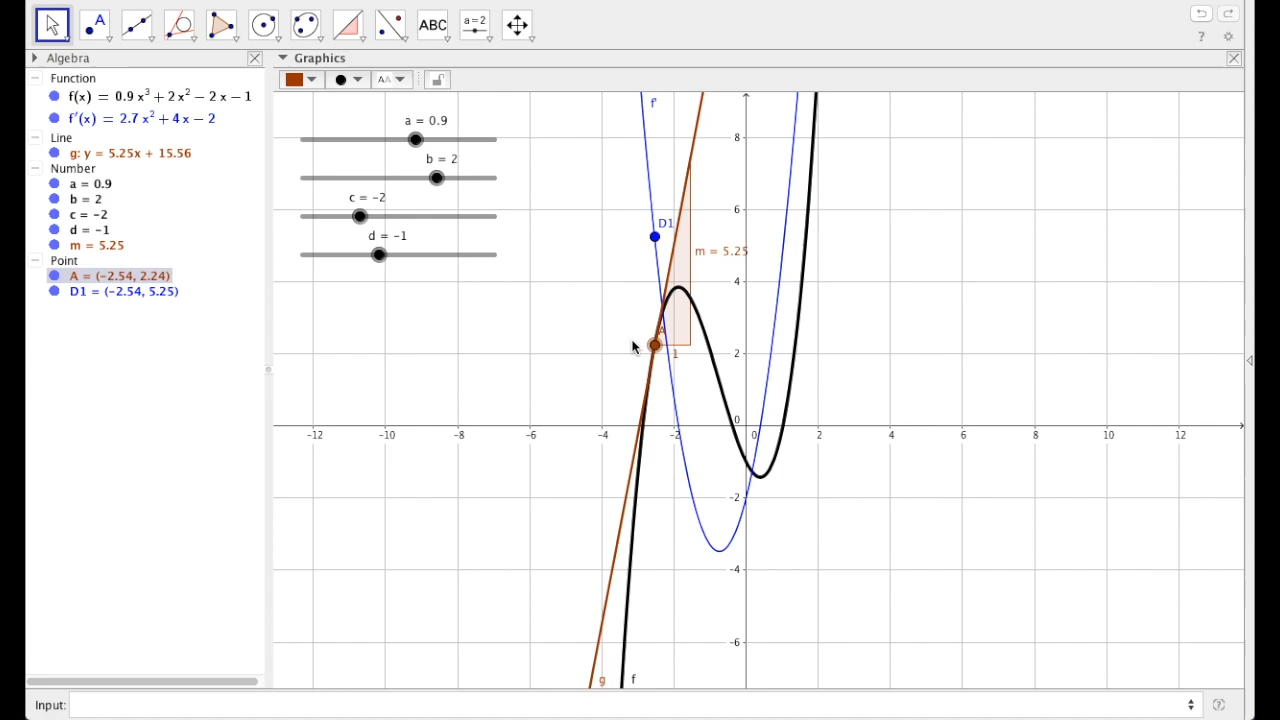 A ABC a=2 ?
Algebra
Graphics
Function
f(x) = 0.9 x³ + 2 x² − 2 x − 1
f'(x) = 2.7 x² + 4 x − 2
Line
g: y = 5.25x + 15.56
Number
a = 0.9
b = 2
c = −2
d = −1
m = 5.25
Point
A = (−2.54, 2.24)
D1 = (−2.54, 5.25)
AA
a = 0.9
b = 2
c = −2
d = −1
f'
8
6
4
2
0
-2
-4
-6
D1
m = 5.25
A
1
-12 -10 -8 -6 -4 -2 0 2 4 6 8 10 12
g f
Input: ?